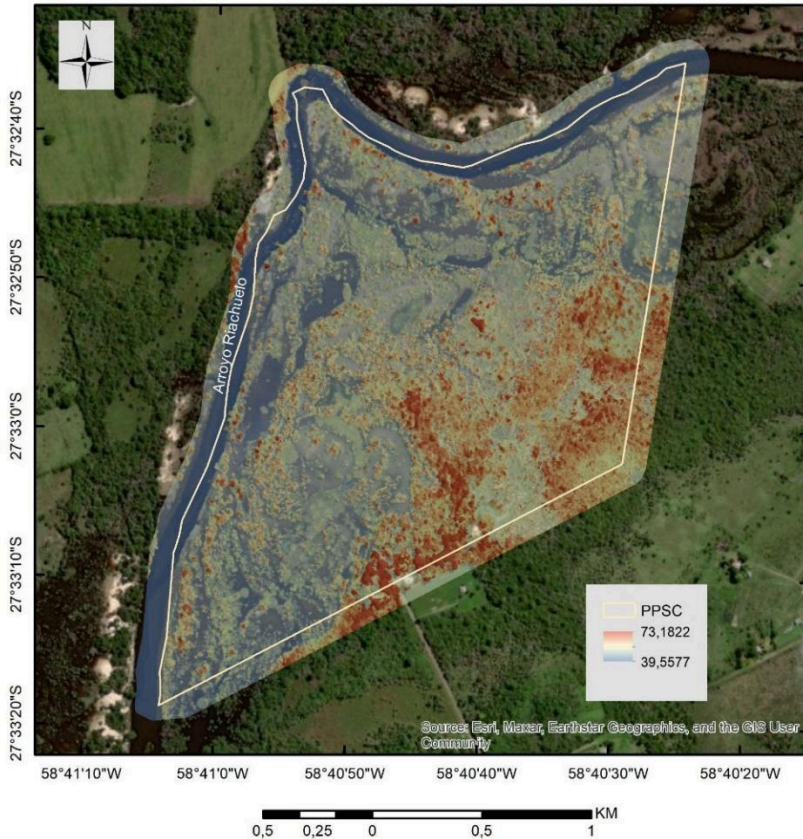 N
27°32'40"S
27°32'50"S
27°33'0"S
27°33'10"S
27°33'20"S
Arroyo Riachuelo
PPSC
73,1822
39,5577
Source: Esri, Maxar, Earthstar Geographics, and the GIS User
Community
58°41'10"W 58°41'0"W 58°40'50"W 58°40'40"W 58°40'30"W 58°40'20"W
KM
0,5 0,25 0 0,5 1